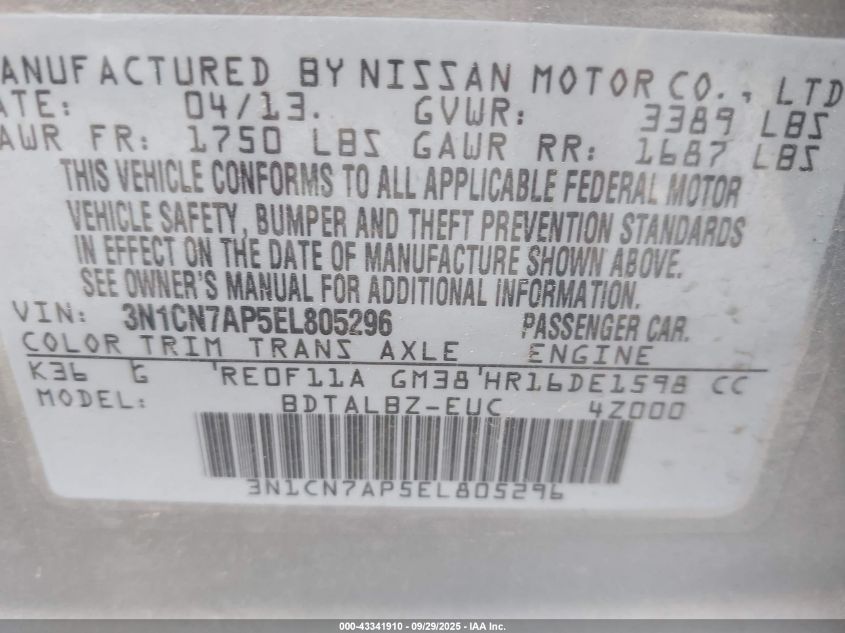 ANUFACTURED BY NISSAN MOTOR CO., LTD
ATE: 04/13. GVWR: 3389 LBS
AWR FR: 1750 LBS GAWR RR: 1687 LBS
THIS VEHICLE CONFORMS TO ALL APPLICABLE FEDERAL MOTOR
VEHICLE SAFETY, BUMPER AND THEFT PREVENTION STANDARDS
IN EFFECT ON THE DATE OF MANUFACTURE SHOWN ABOVE.
SEE OWNER'S MANUAL FOR ADDITIONAL INFORMATION.
VIN: 3N1CN7AP5EL805296 PASSENGER CAR.
COLOR TRIM TRANS AXLE ENGINE
K36 G 'RE0F11A GM38'HR16DE1598 CC
MODEL: BDTALBZ-EUC 4Z000
3N1CN7AP5EL805296
000-43341910 - 09/29/2025 - IAA Inc.